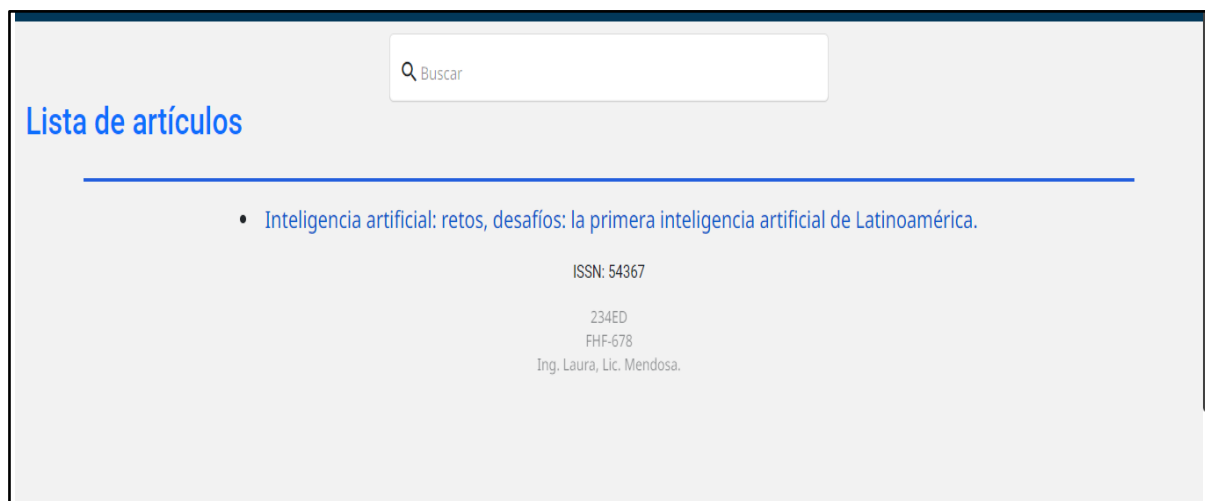 Buscar
Lista de artículos
Inteligencia artificial: retos, desafíos: la primera inteligencia artificial de Latinoamérica.
ISSN: 54367
234ED
FHF-678
Ing. Laura, Lic. Mendosa.